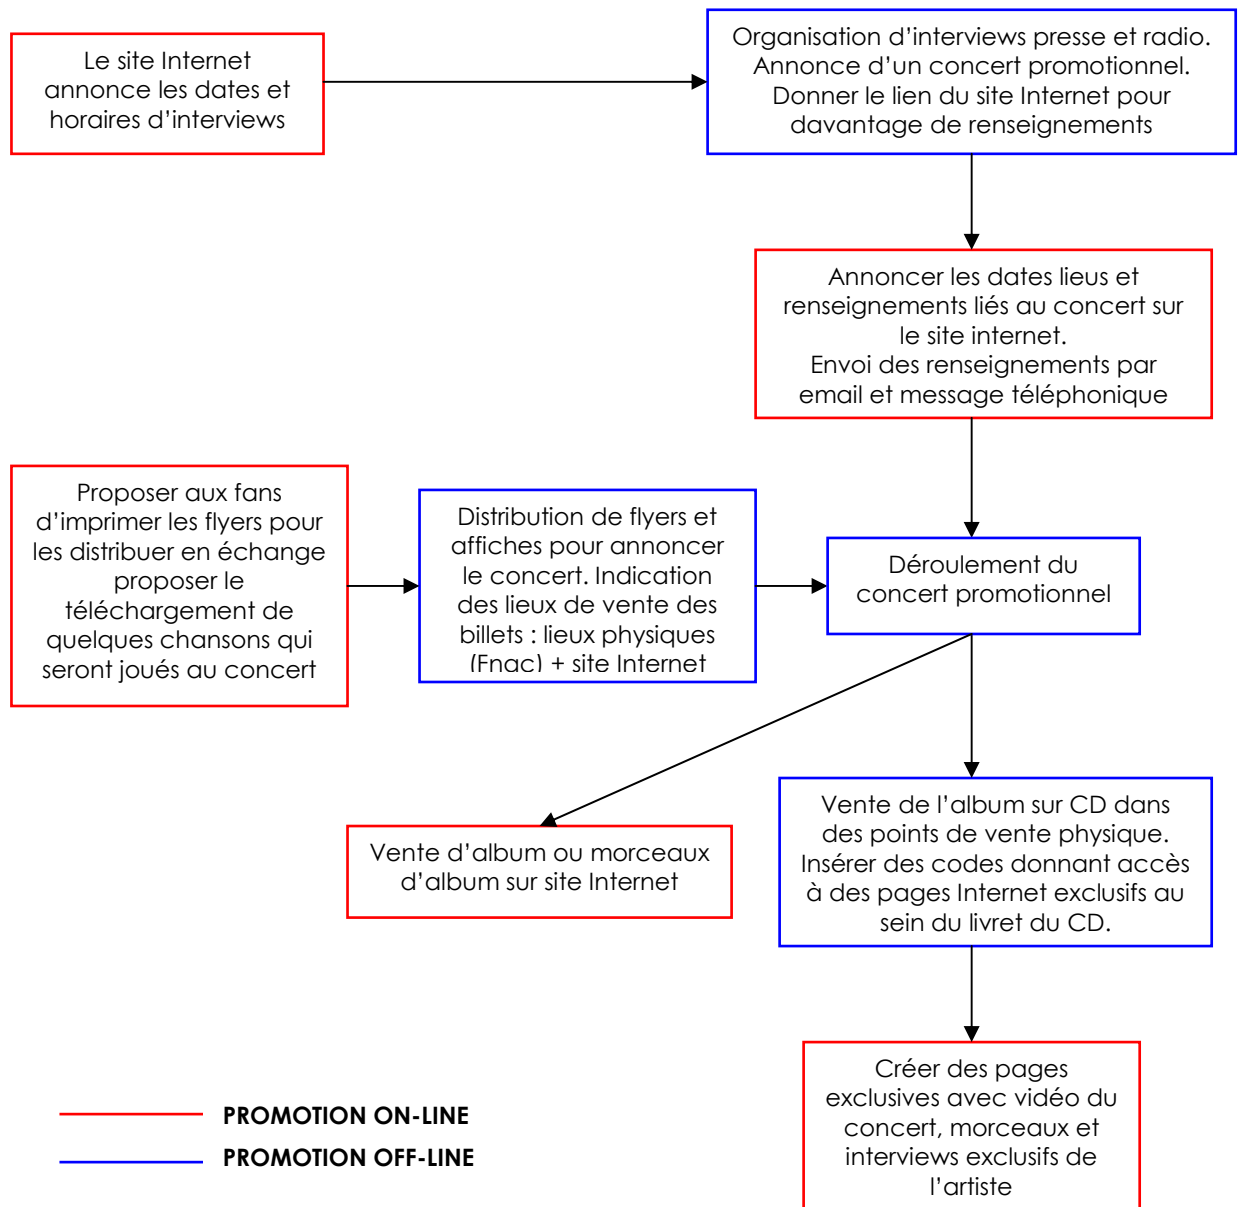 Le site Internet
annonce les dates et
horaires d’interviews
Organisation d’interviews presse et radio.
Annonce d’un concert promotionnel.
Donner le lien du site Internet pour
davantage de renseignements
Annoncer les dates lieus et
renseignements liés au concert sur
le site internet.
Envoi des renseignements par
email et message téléphonique
Proposer aux fans
d’imprimer les flyers pour
les distribuer en échange
proposer le
téléchargement de
quelques chansons qui
seront joués au concert
Distribution de flyers et
affiches pour annoncer
le concert. Indication
des lieux de vente des
billets : lieux physiques
(Fnac) + site Internet
Déroulement du
concert promotionnel
Vente d’album ou morceaux
d’album sur site Internet
Vente de l’album sur CD dans
des points de vente physique.
Insérer des codes donnant accès
à des pages Internet exclusifs au
sein du livret du CD.
Créer des pages
exclusives avec vidéo du
concert, morceaux et
interviews exclusifs de
l’artiste
PROMOTION ON-LINE
PROMOTION OFF-LINE